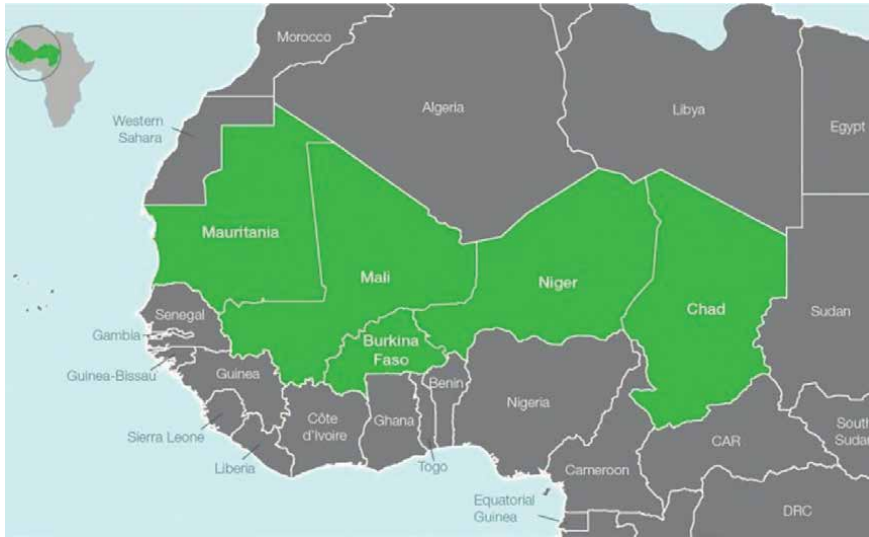 Morocco
Algeria
Libya
Egypt
Western
Sahara
Mauritania
Mali
Niger
Chad
Sudan
Senegal
Gambia
Guinea-Bissau
Guinea
Burkina
Faso
Benin
Nigeria
Sierra Leone
Liberia
Côte
d'Ivoire
Ghana
Togo
Cameroon
CAR
South
Sudan
Equatorial
Guinea
DRC